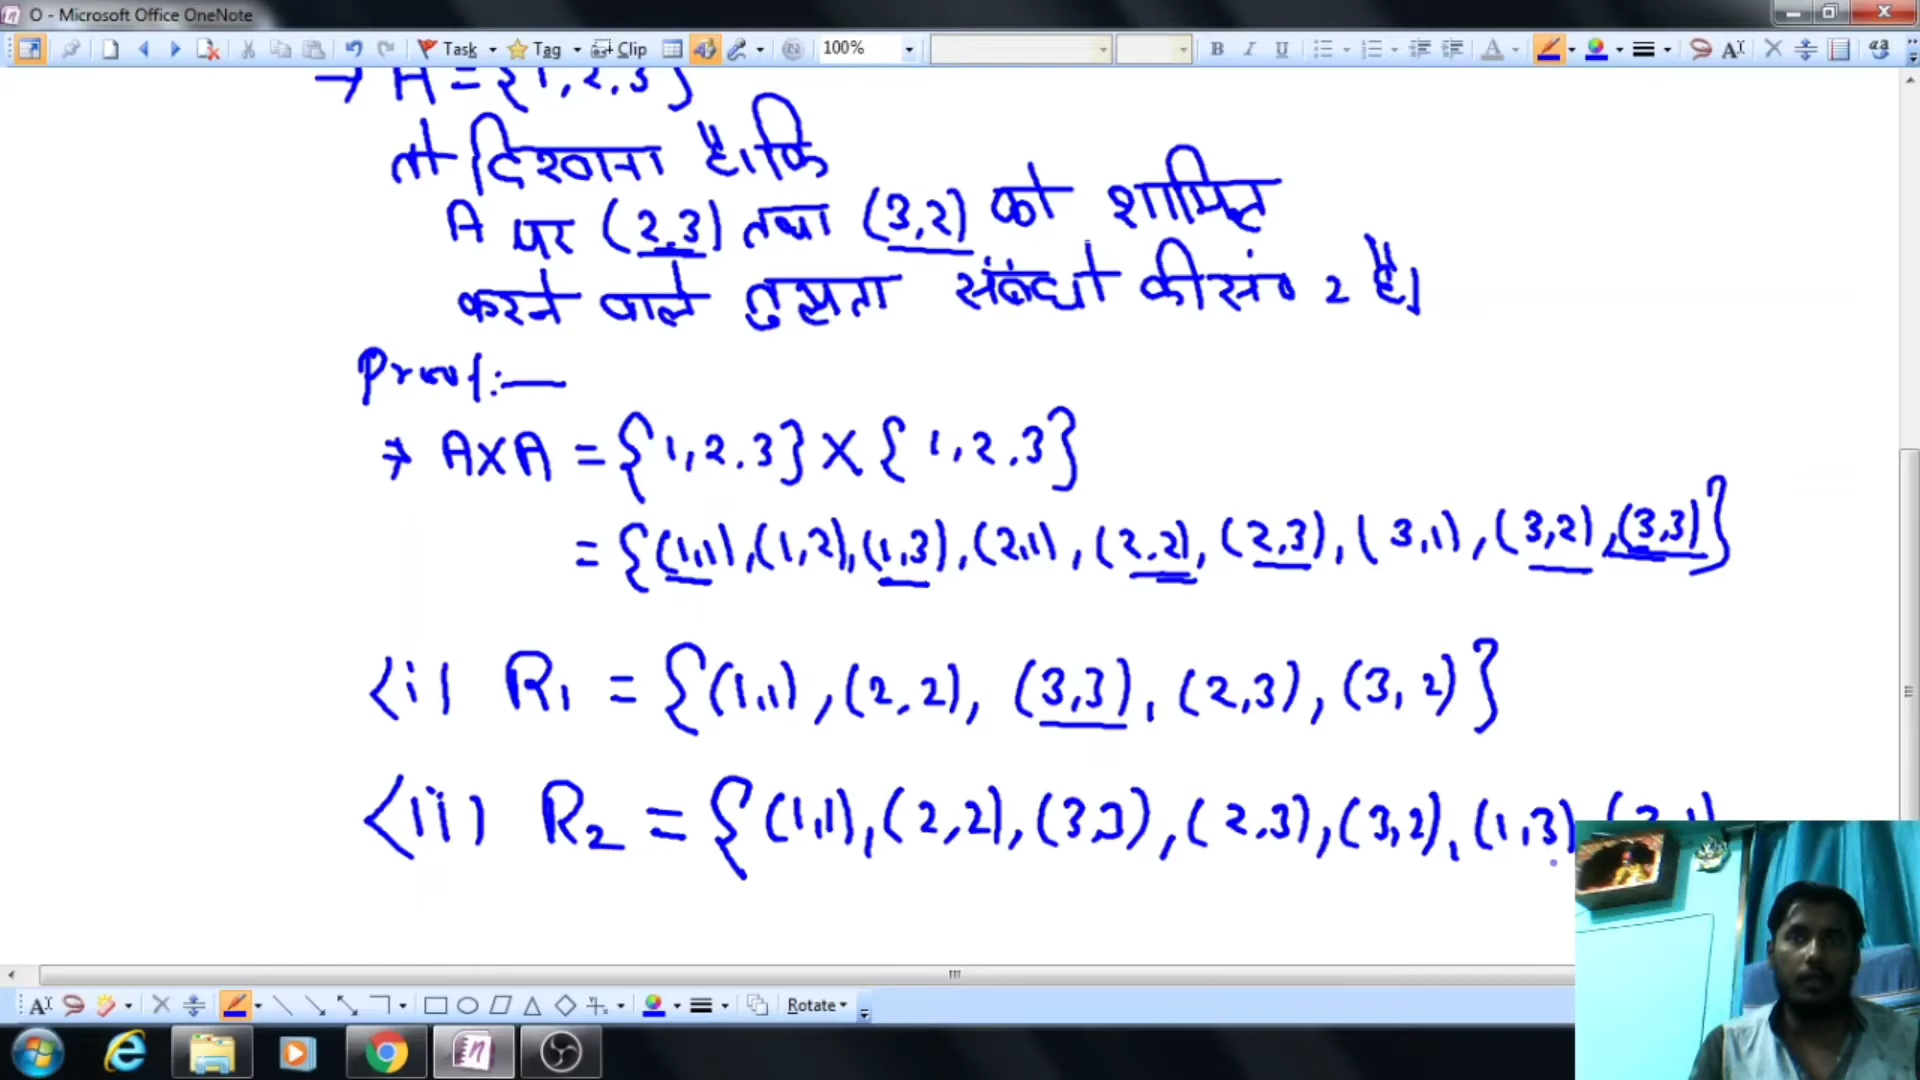 O - Microsoft Office OneNote
Task Tag Clip 100% B I U
→ A = {1, 2, 3}
तो दिखाना है। कि
A पर (2,3) तथा (3,2) को शामिल
करने वाले तुल्यता संबंधो की सं० 2 है।
Proof:—
→ A×A = {1,2,3} × {1,2,3}
= {(1,1), (1,2), (1,3), (2,1), (2,2), (2,3), (3,1), (3,2), (3,3)}
<i) R1 = {(1,1), (2,2), (3,3), (2,3), (3,2)}
<ii) R2 = {(1,1), (2,2), (3,3), (2,3), (3,2), (1,3)
Rotate